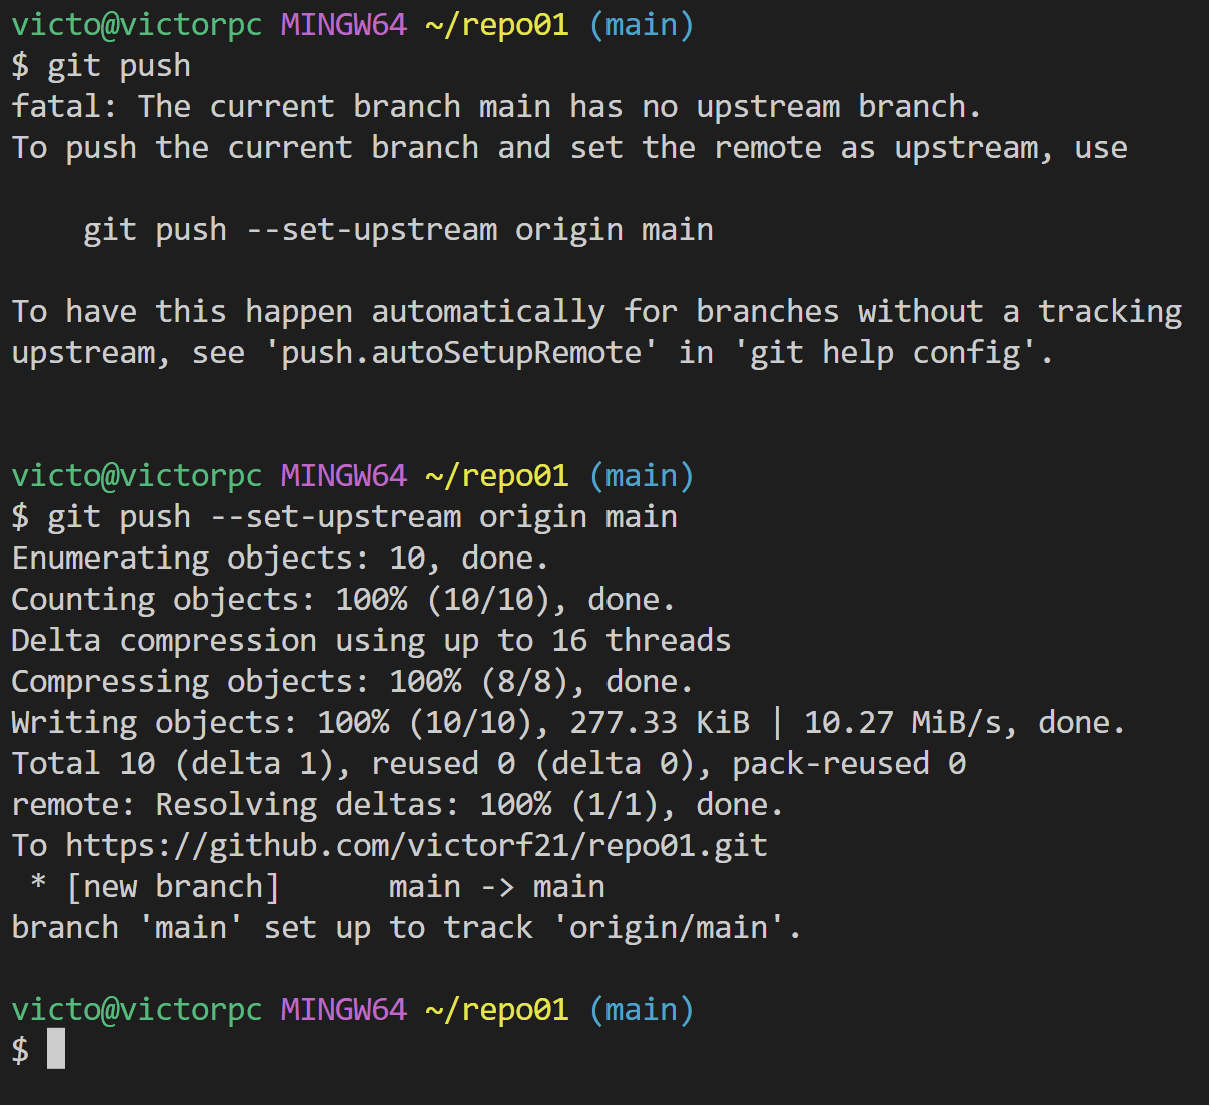 victo@victorpc MINGW64 ~/repo01 (main)
$ git push
fatal: The current branch main has no upstream branch.
To push the current branch and set the remote as upstream, use

    git push --set-upstream origin main

To have this happen automatically for branches without a tracking
upstream, see 'push.autoSetupRemote' in 'git help config'.


victo@victorpc MINGW64 ~/repo01 (main)
$ git push --set-upstream origin main
Enumerating objects: 10, done.
Counting objects: 100% (10/10), done.
Delta compression using up to 16 threads
Compressing objects: 100% (8/8), done.
Writing objects: 100% (10/10), 277.33 KiB | 10.27 MiB/s, done.
Total 10 (delta 1), reused 0 (delta 0), pack-reused 0
remote: Resolving deltas: 100% (1/1), done.
To https://github.com/victorf21/repo01.git
 * [new branch]      main -> main
branch 'main' set up to track 'origin/main'.

victo@victorpc MINGW64 ~/repo01 (main)
$